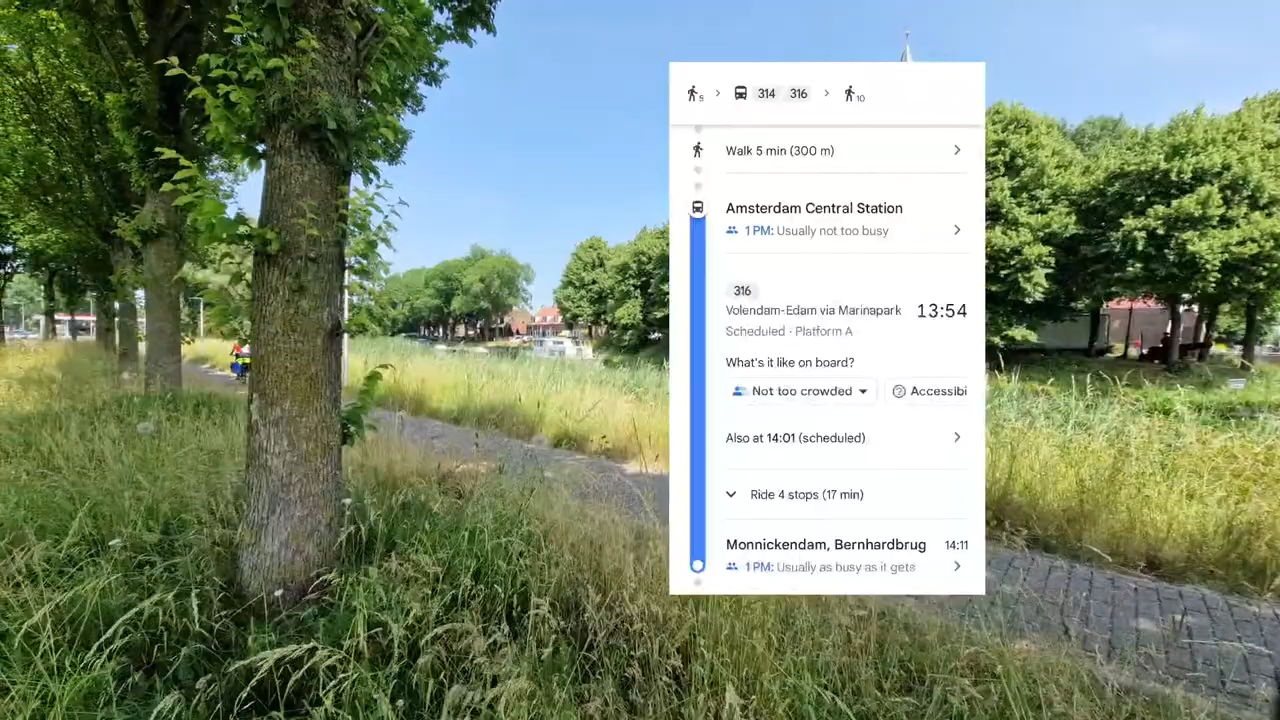 5 > 314 316 > 10
Walk 5 min (300 m)
Amsterdam Central Station
1 PM: Usually not too busy
316
Volendam-Edam via Marinapark 13:54
Scheduled · Platform A
What's it like on board?
Not too crowded Accessibi
Also at 14:01 (scheduled)
Ride 4 stops (17 min)
Monnickendam, Bernhardbrug 14:11
1 PM: Usually as busy as it gets